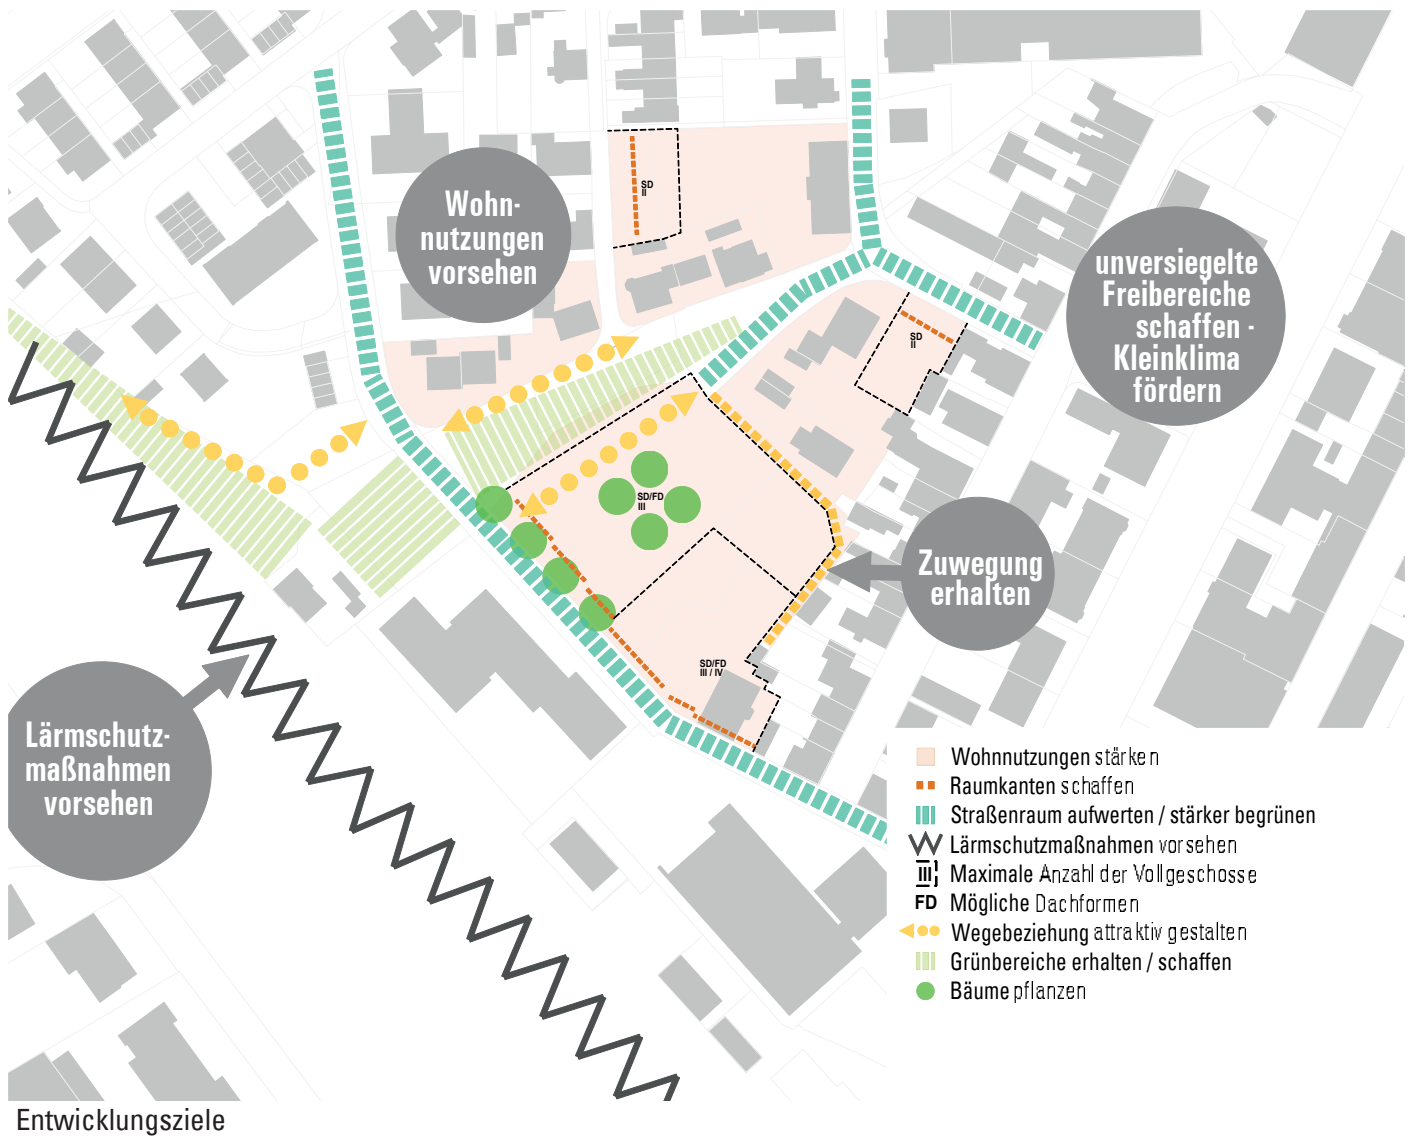 SD
II
Wohn-
nutzungen
vorsehen
unversiegelte
Freibereiche
schaffen -
Kleinklima
fördern
SD
II
SD/FD
III
Zuwegung
erhalten
SD/FD
III / IV
Lärmschutz-
maßnahmen
vorsehen
Wohnnutzungen stärken
Raumkanten schaffen
Straßenraum aufwerten / stärker begrünen
Lärmschutzmaßnahmen vorsehen
III Maximale Anzahl der Vollgeschosse
FD Mögliche Dachformen
Wegebeziehung attraktiv gestalten
Grünbereiche erhalten / schaffen
Bäume pflanzen
Entwicklungsziele